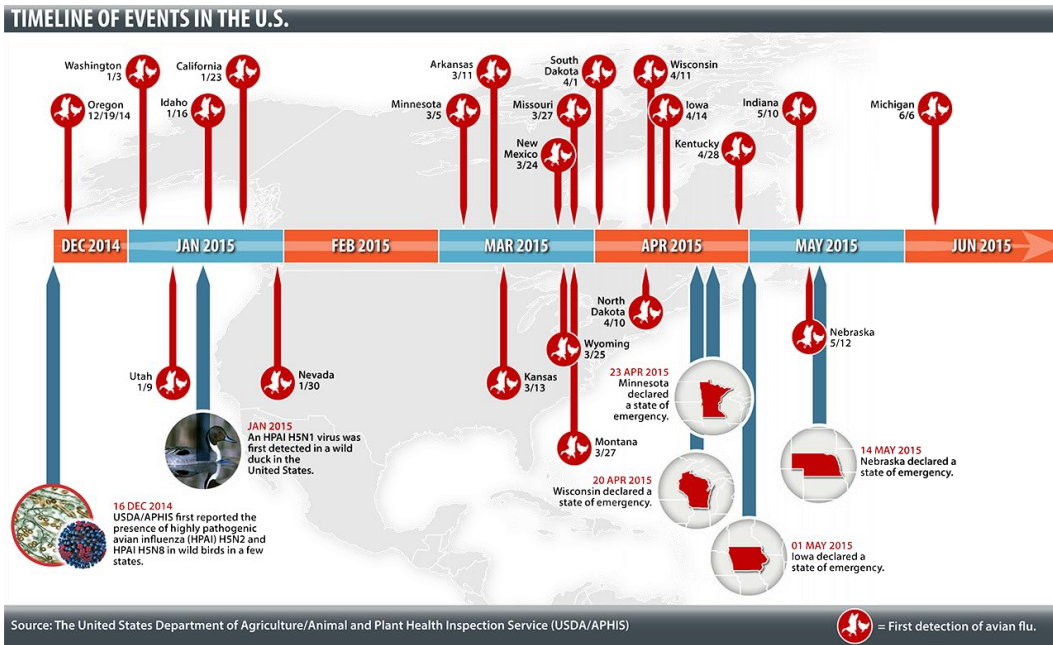 TIMELINE OF EVENTS IN THE U.S.
Washington
1/3
California
1/23
Arkansas
3/11
South
Dakota
4/1
Wisconsin
4/11
Oregon
12/19/14
Idaho
1/16
Minnesota
3/5
Missouri
3/27
Iowa
4/14
Indiana
5/10
Michigan
6/6
New
Mexico
3/24
Kentucky
4/28
DEC 2014
JAN 2015
FEB 2015
MAR 2015
APR 2015
MAY 2015
JUN 2015
North
Dakota
4/10
Nebraska
5/12
Wyoming
3/25
Utah
1/9
Nevada
1/30
Kansas
3/13
23 APR 2015
Minnesota
declared
a state of
emergency.
JAN 2015
An HPAI H5N1 virus was
first detected in a wild
duck in the
United States.
Montana
3/27
14 MAY 2015
Nebraska declared a
state of emergency.
20 APR 2015
Wisconsin declared a
state of emergency.
16 DEC 2014
USDA/APHIS first reported the
presence of highly pathogenic
avian influenza (HPAI) H5N2 and
HPAI H5N8 in wild birds in a few
states.
01 MAY 2015
Iowa declared a
state of emergency.
Source: The United States Department of Agriculture/Animal and Plant Health Inspection Service (USDA/APHIS)
= First detection of avian flu.